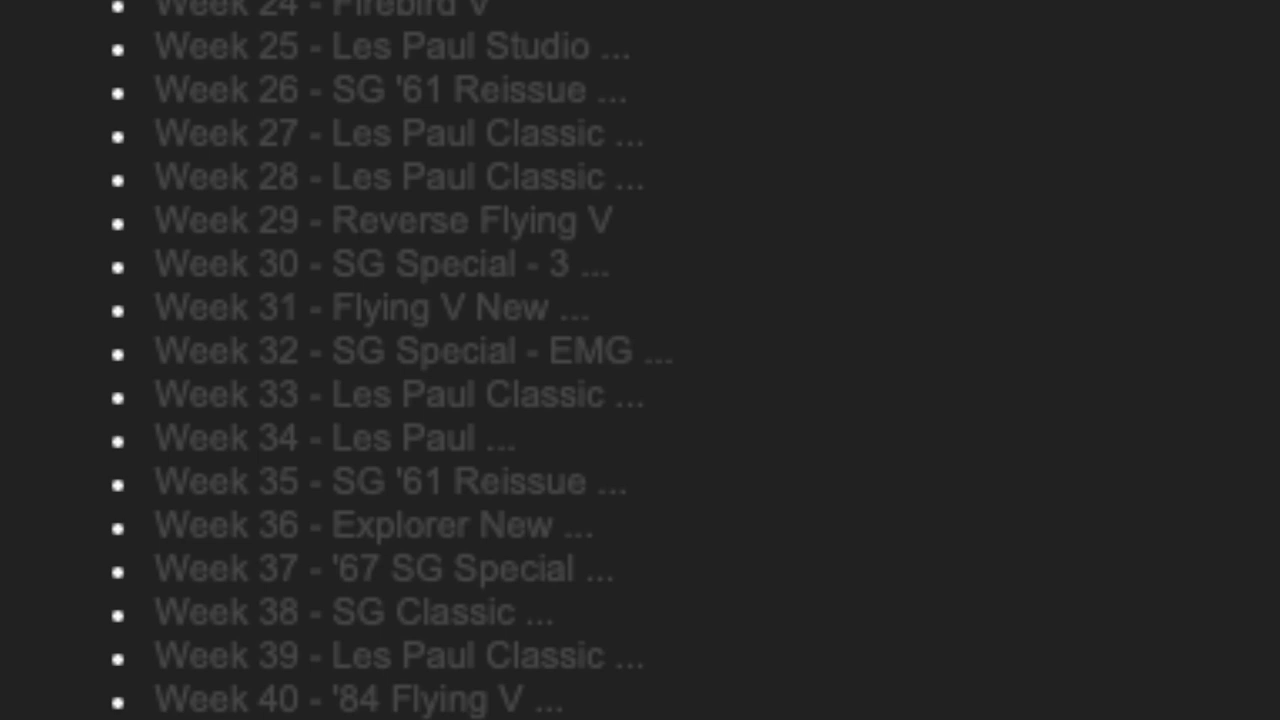 Week 24 - Firebird V
Week 25 - Les Paul Studio ...
Week 26 - SG '61 Reissue ...
Week 27 - Les Paul Classic ...
Week 28 - Les Paul Classic ...
Week 29 - Reverse Flying V
Week 30 - SG Special - 3 ...
Week 31 - Flying V New ...
Week 32 - SG Special - EMG ...
Week 33 - Les Paul Classic ...
Week 34 - Les Paul ...
Week 35 - SG '61 Reissue ...
Week 36 - Explorer New ...
Week 37 - '67 SG Special ...
Week 38 - SG Classic ...
Week 39 - Les Paul Classic ...
Week 40 - '84 Flying V ...